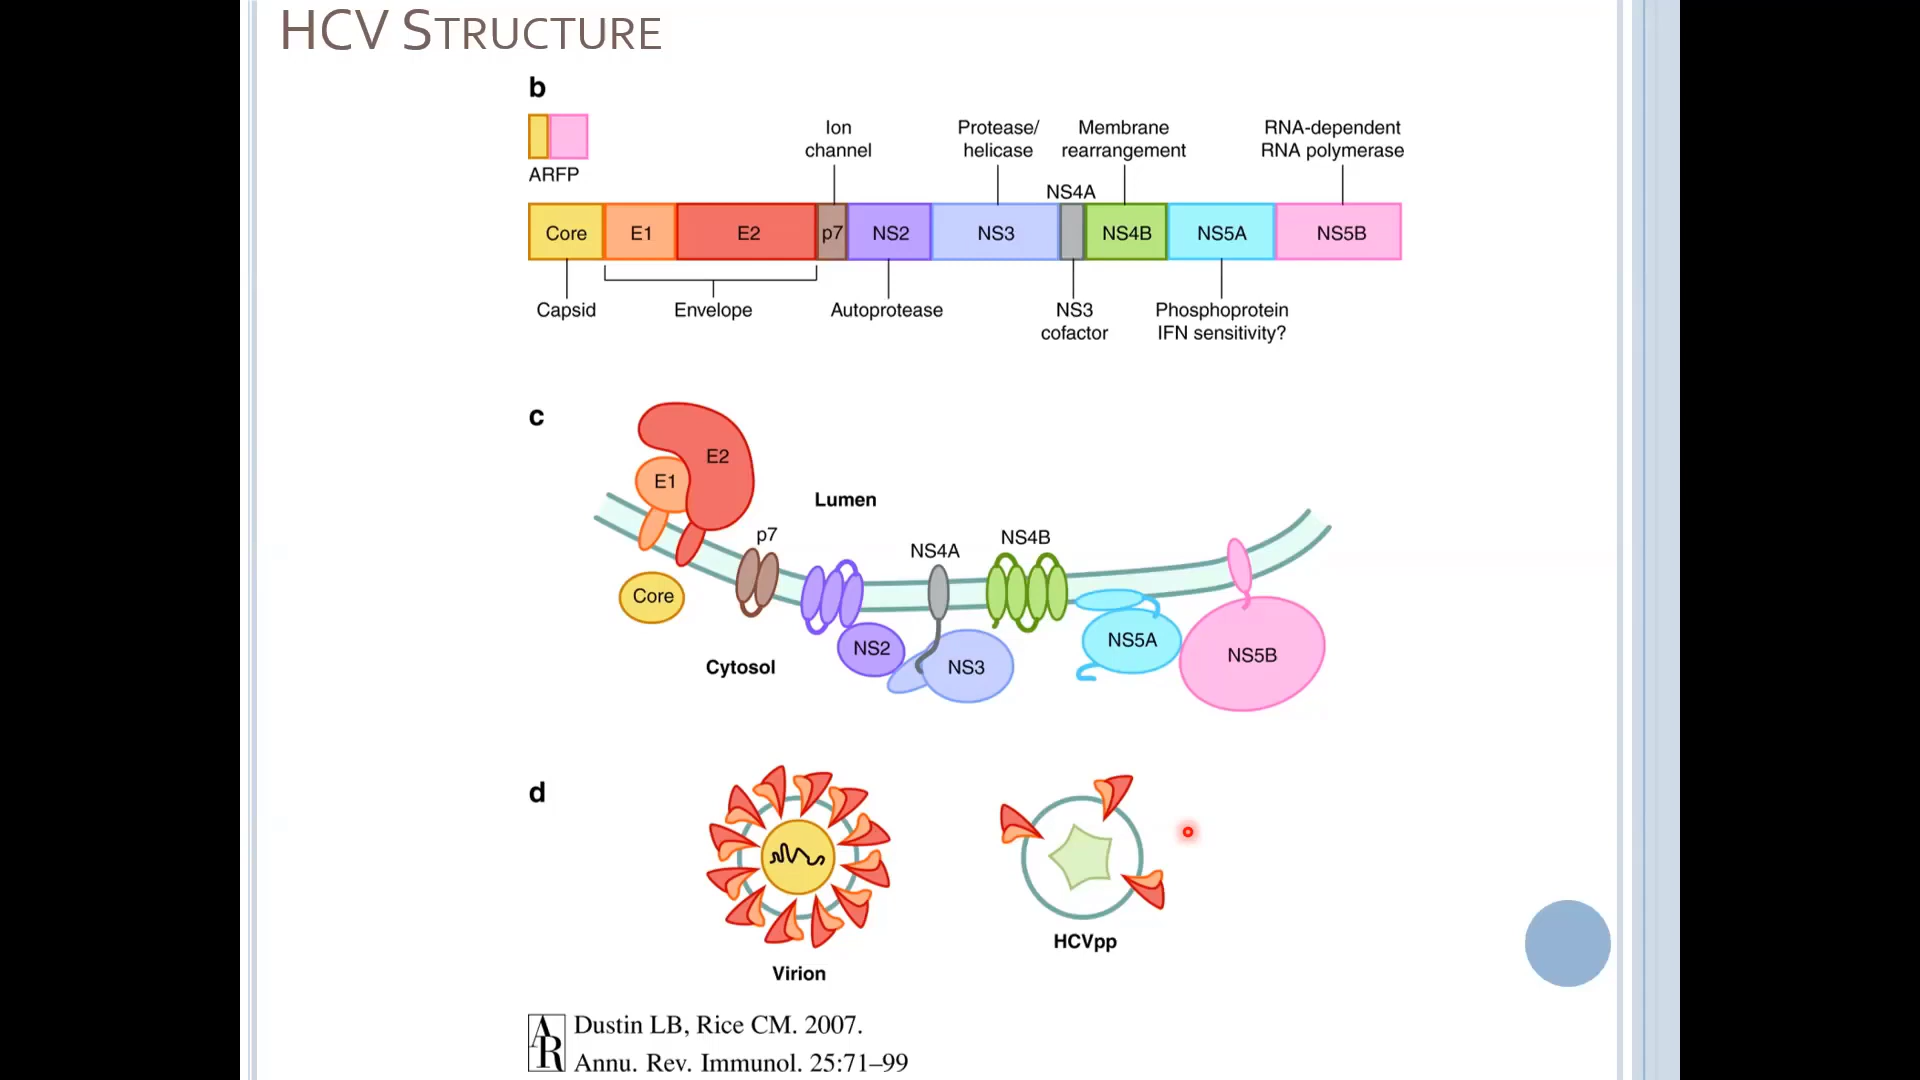 HCV STRUCTURE
b
ARFP
Ion
channel
Protease/
helicase
Membrane
rearrangement
RNA-dependent
RNA polymerase
NS4A
Core E1 E2 p7 NS2 NS3 NS4B NS5A NS5B
Capsid
Envelope
Autoprotease
NS3
cofactor
Phosphoprotein
IFN sensitivity?
c
E2
E1
Lumen
p7
NS4A
NS4B
Core
NS2
NS3
NS5A
NS5B
Cytosol
d
Virion
HCVpp
AR
Dustin LB, Rice CM. 2007.
Annu. Rev. Immunol. 25:71–99